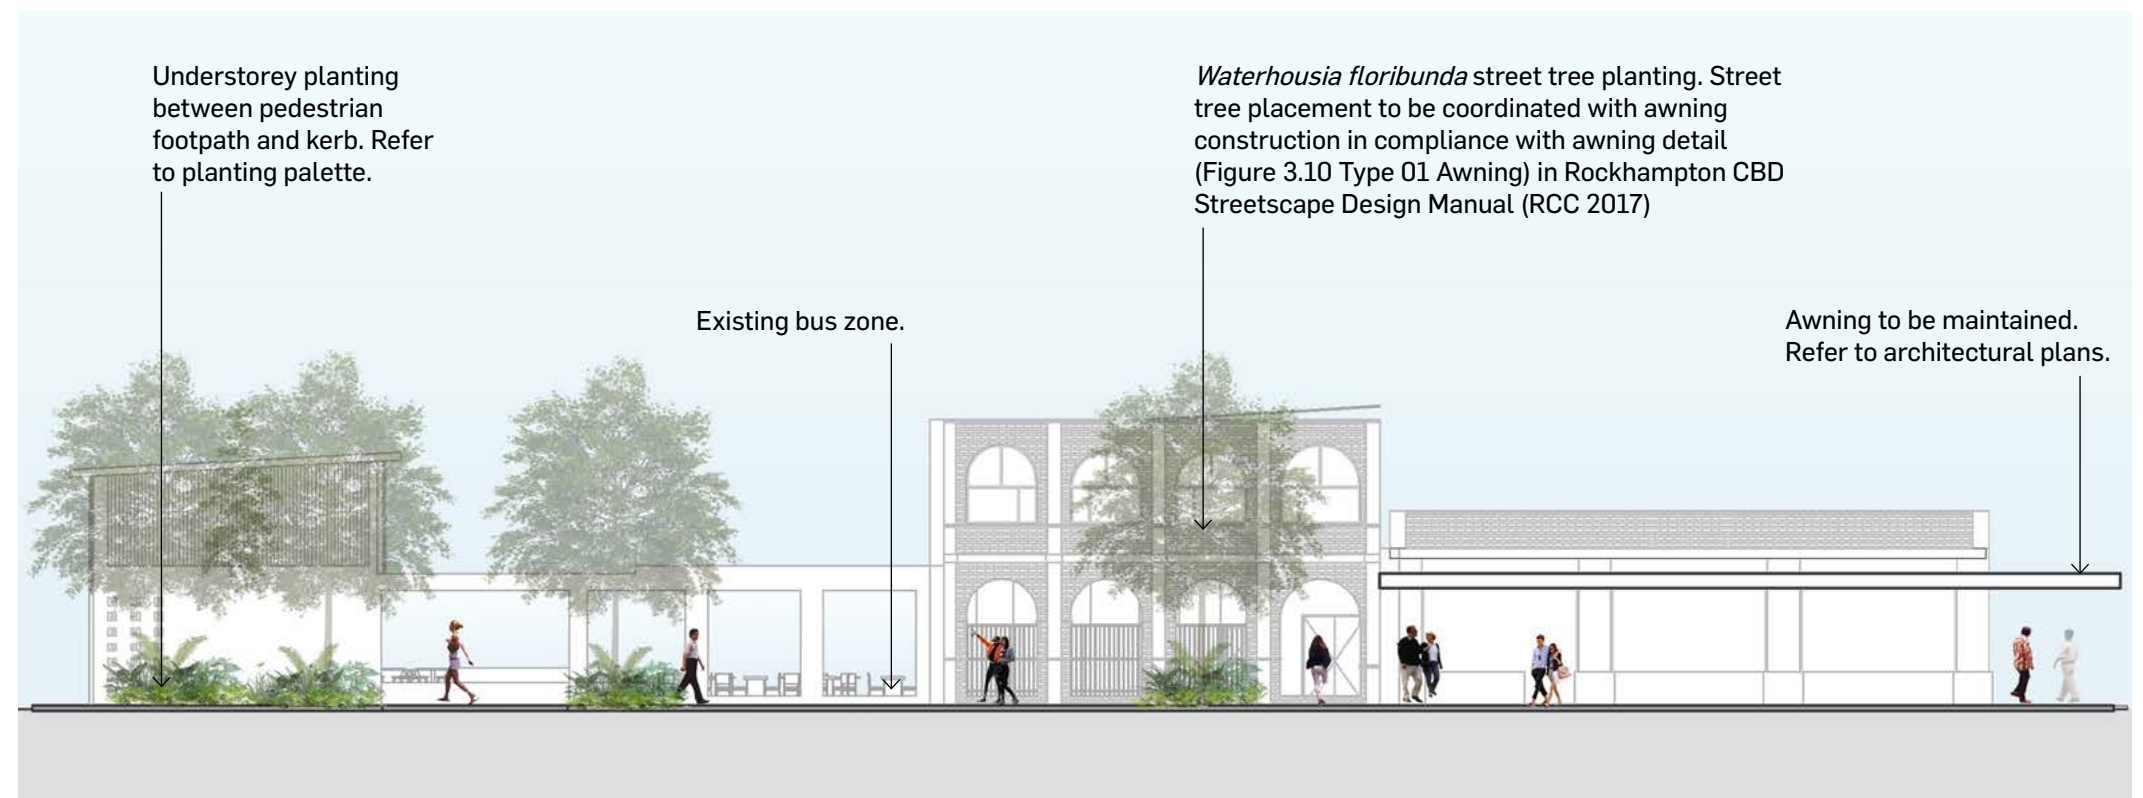 Understorey planting
between pedestrian
footpath and kerb. Refer
to planting palette.
Waterhousia floribunda street tree planting. Street
tree placement to be coordinated with awning
construction in compliance with awning detail
(Figure 3.10 Type 01 Awning) in Rockhampton CBD
Streetscape Design Manual (RCC 2017)
Existing bus zone.
Awning to be maintained.
Refer to architectural plans.